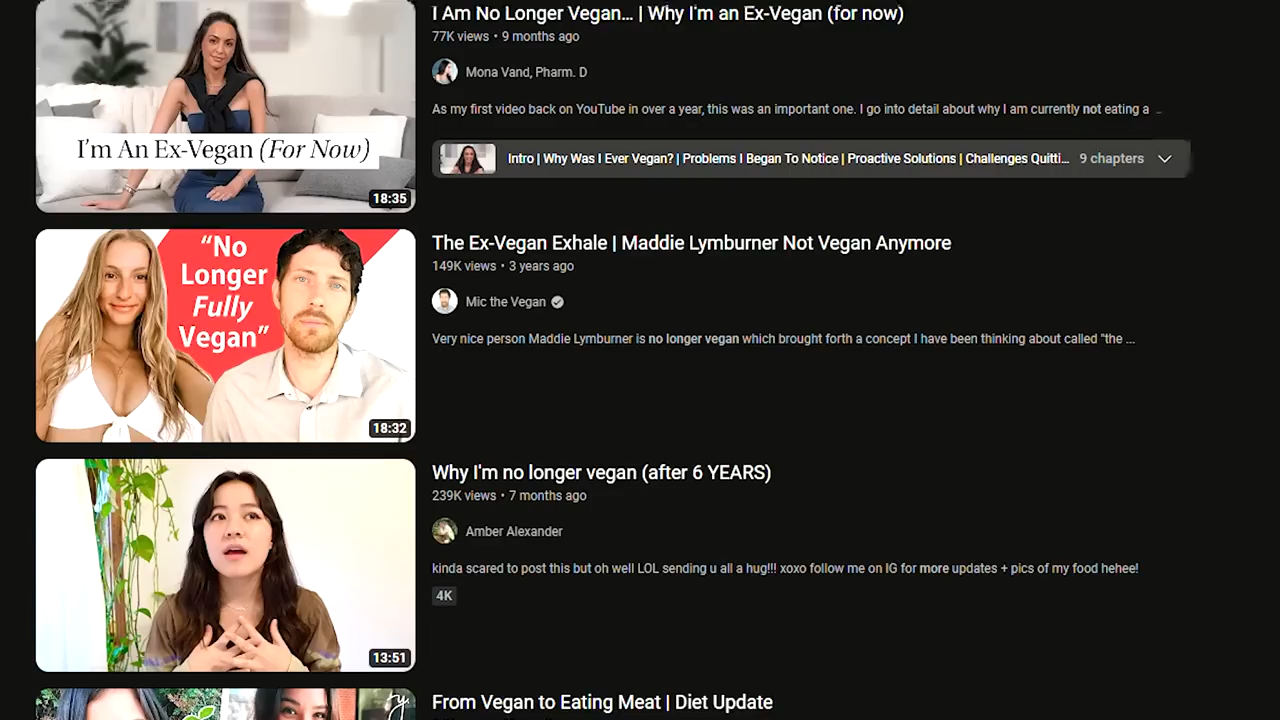 I Am No Longer Vegan... | Why I'm an Ex-Vegan (for now)
77K views • 9 months ago
Mona Vand, Pharm. D
As my first video back on YouTube in over a year, this was an important one. I go into detail about why I am currently not eating a ...
I'm An Ex-Vegan (For Now)
Intro | Why Was I Ever Vegan? | Problems I Began To Notice | Proactive Solutions | Challenges Quitti... 9 chapters
18:35
The Ex-Vegan Exhale | Maddie Lymburner Not Vegan Anymore
149K views • 3 years ago
Mic the Vegan
Very nice person Maddie Lymburner is no longer vegan which brought forth a concept I have been thinking about called "the ...
"No
Longer
Fully
Vegan"
18:32
Why I'm no longer vegan (after 6 YEARS)
239K views • 7 months ago
Amber Alexander
kinda scared to post this but oh well LOL sending u all a hug!!! xoxo follow me on IG for more updates + pics of my food hehee!
4K
13:51
From Vegan to Eating Meat | Diet Update